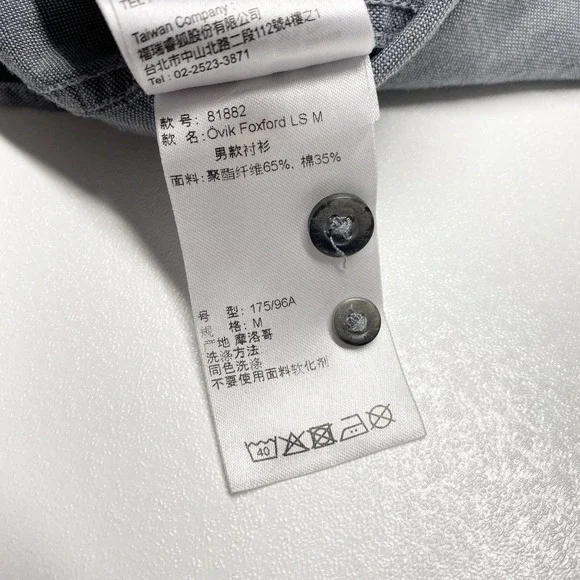 Taiwan Company :
福瑞睿狐股份有限公司
台北市中山北路二段112號4樓之1
Tel : 02-2523-3871
款 号: 81882
款 名: Övik Foxford LS M
男款衬衫
面料: 聚酯纤维65%、棉35%
号 型: 175/96A
规 格: M
产地 摩洛哥
洗涤方法:
同色洗涤
不要使用面料软化剂
40